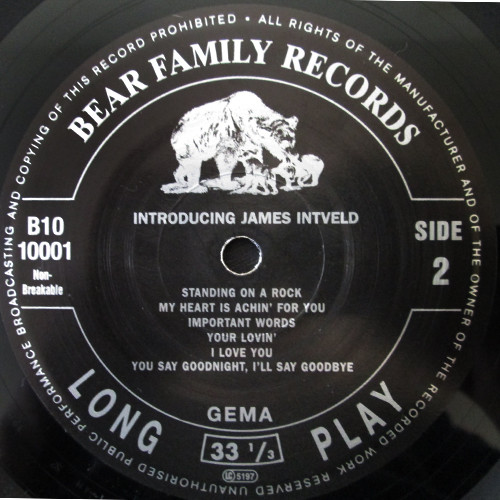 BEAR FAMILY RECORDS
INTRODUCING JAMES INTVELD
B10
10001
Non-
Breakable
SIDE
2
STANDING ON A ROCK
MY HEART IS ACHIN' FOR YOU
IMPORTANT WORDS
YOUR LOVIN'
I LOVE YOU
YOU SAY GOODNIGHT, I'LL SAY GOODBYE
GEMA
LONG PLAY
33 1/3
LC 5197
ALL RIGHTS OF THE MANUFACTURER AND OF THE OWNER OF THE RECORDED WORK RESERVED UNAUTHORISED PUBLIC PERFORMANCE BROADCASTING AND COPYING OF THIS RECORD PROHIBITED •